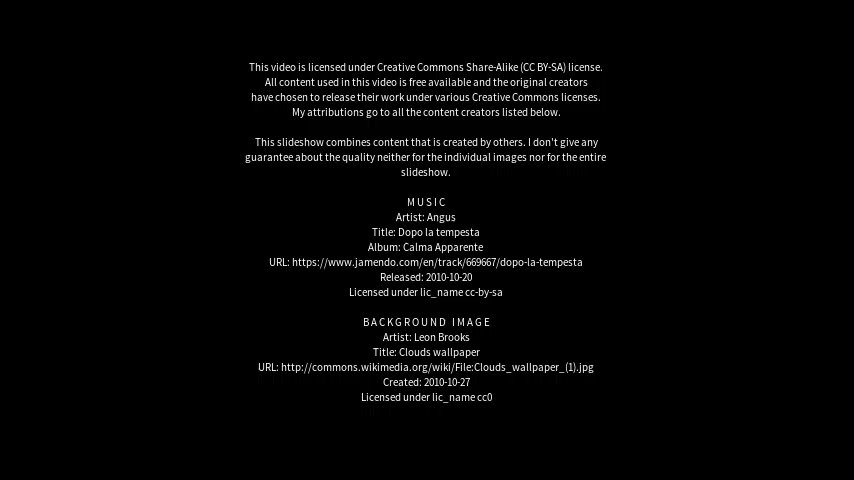 This video is licensed under Creative Commons Share-Alike (CC BY-SA) license.
All content used in this video is free available and the original creators
have chosen to release their work under various Creative Commons licenses.
My attributions go to all the content creators listed below.
This slideshow combines content that is created by others. I don't give any
guarantee about the quality neither for the individual images nor for the entire
slideshow.
M U S I C
Artist: Angus
Title: Dopo la tempesta
Album: Calma Apparente
URL: https://www.jamendo.com/en/track/669667/dopo-la-tempesta
Released: 2010-10-20
Licensed under lic_name cc-by-sa
B A C K G R O U N D   I M A G E
Artist: Leon Brooks
Title: Clouds wallpaper
URL: http://commons.wikimedia.org/wiki/File:Clouds_wallpaper_(1).jpg
Created: 2010-10-27
Licensed under lic_name cc0